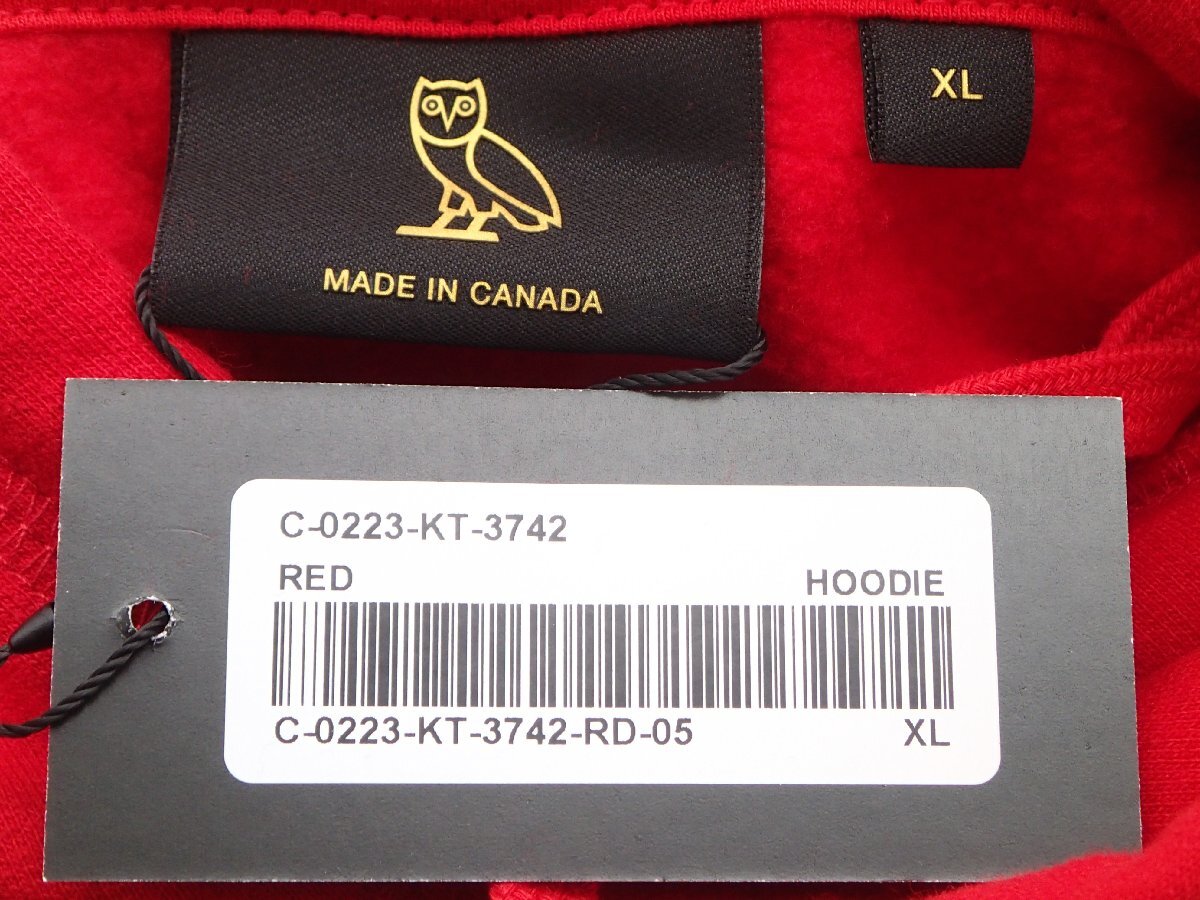 XL
MADE IN CANADA
C-0223-KT-3742
RED HOODIE
C-0223-KT-3742-RD-05 XL